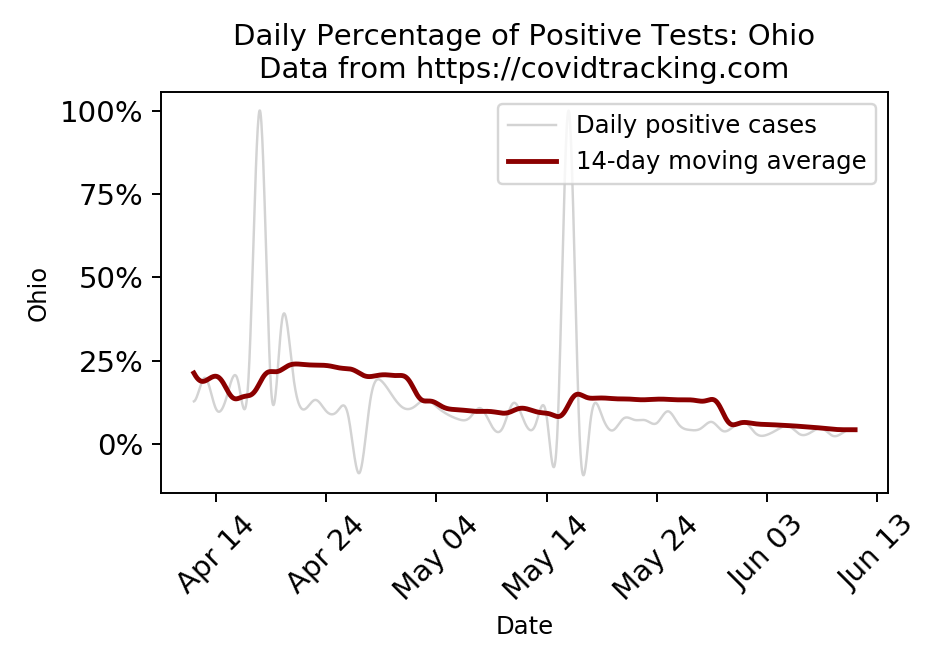 Daily Percentage of Positive Tests: Ohio
Data from https://covidtracking.com
Daily positive cases
14-day moving average
100%
75%
50%
25%
0%
Ohio
Apr 14
Apr 24
May 04
May 14
May 24
Jun 03
Jun 13
Date